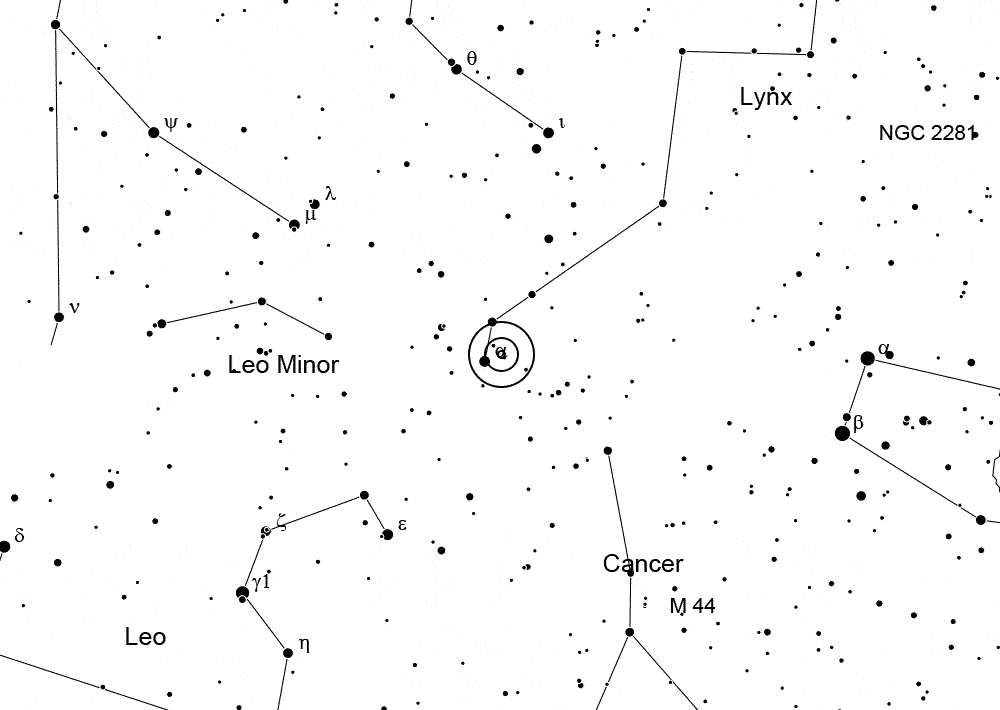 θ
Lynx
ψ
ι
NGC 2281
λ
μ
ν
α
α
Leo Minor
β
ζ
ε
δ
Cancer
γ1
M 44
Leo
η